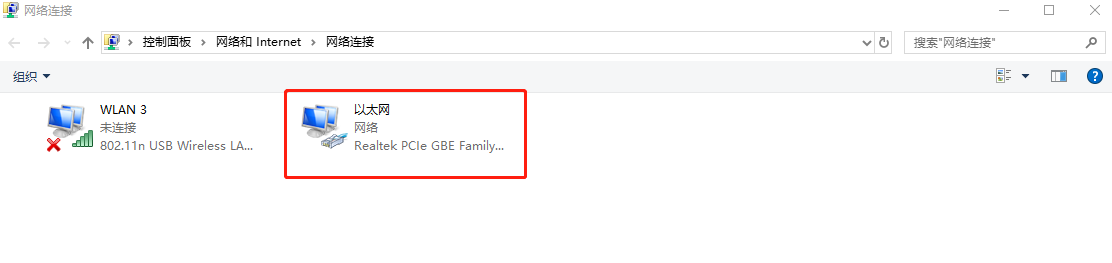 网络连接
控制面板 网络和 Internet 网络连接
搜索"网络连接"
组织
WLAN 3
未连接
802.11n USB Wireless LA...
以太网
网络
Realtek PCIe GBE Family...